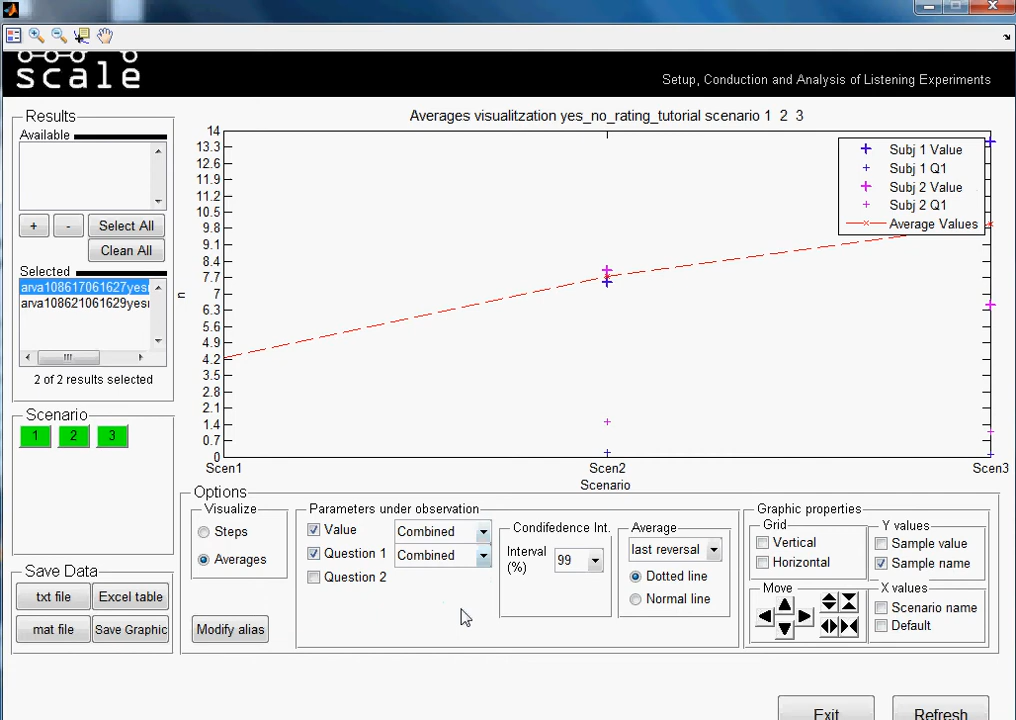 scale
Setup, Conduction and Analysis of Listening Experiments
Results
Available
+ - Select All
Clean All
Selected
arva108617061627yesr
arva108621061629yesr
2 of 2 results selected
Scenario
1 2 3
Save Data
txt file Excel table
mat file Save Graphic
Averages visualitzation yes_no_rating_tutorial scenario 1 2 3
14
13.3
12.6
11.9
11.2
10.5
9.8
9.1
8.4
7.7
7
6.3
5.6
4.9
4.2
3.5
2.8
2.1
1.4
0.7
0
n
Subj 1 Value
Subj 1 Q1
Subj 2 Value
Subj 2 Q1
Average Values
Scen1 Scen2 Scen3
Scenario
Options
Visualize
Steps
Averages
Modify alias
Parameters under observation
Value Combined
Question 1 Combined
Question 2
Condifedence Int.
Interval (%) 99
Average
last reversal
Dotted line
Normal line
Graphic properties
Grid
Vertical
Horizontal
Move
Y values
Sample value
Sample name
X values
Scenario name
Default
Exit Refresh